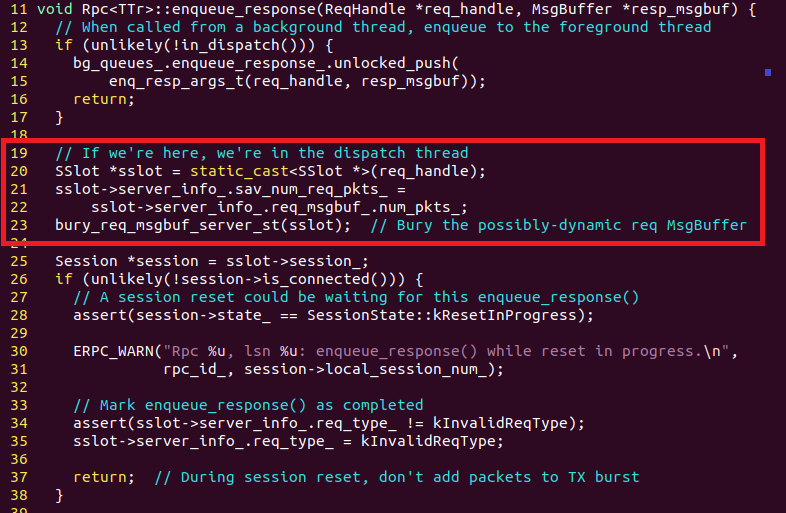 11 void Rpc<TTr>::enqueue_response(ReqHandle *req_handle, MsgBuffer *resp_msgbuf) {
12   // When called from a background thread, enqueue to the foreground thread
13   if (unlikely(!in_dispatch())) {
14     bg_queues_.enqueue_response_.unlocked_push(
15         enq_resp_args_t(req_handle, resp_msgbuf));
16     return;
17   }
18
19   // If we're here, we're in the dispatch thread
20   SSlot *sslot = static_cast<SSlot *>(req_handle);
21   sslot->server_info_.sav_num_req_pkts_ =
22       sslot->server_info_.req_msgbuf_.num_pkts_;
23   bury_req_msgbuf_server_st(sslot);  // Bury the possibly-dynamic req MsgBuffer
24
25   Session *session = sslot->session_;
26   if (unlikely(!session->is_connected())) {
27     // A session reset could be waiting for this enqueue_response()
28     assert(session->state_ == SessionState::kResetInProgress);
29
30     ERPC_WARN("Rpc %u, lsn %u: enqueue_response() while reset in progress.\n",
31               rpc_id_, session->local_session_num_);
32
33     // Mark enqueue_response() as completed
34     assert(sslot->server_info_.req_type_ != kInvalidReqType);
35     sslot->server_info_.req_type_ = kInvalidReqType;
36
37     return;  // During session reset, don't add packets to TX burst
38   }
39